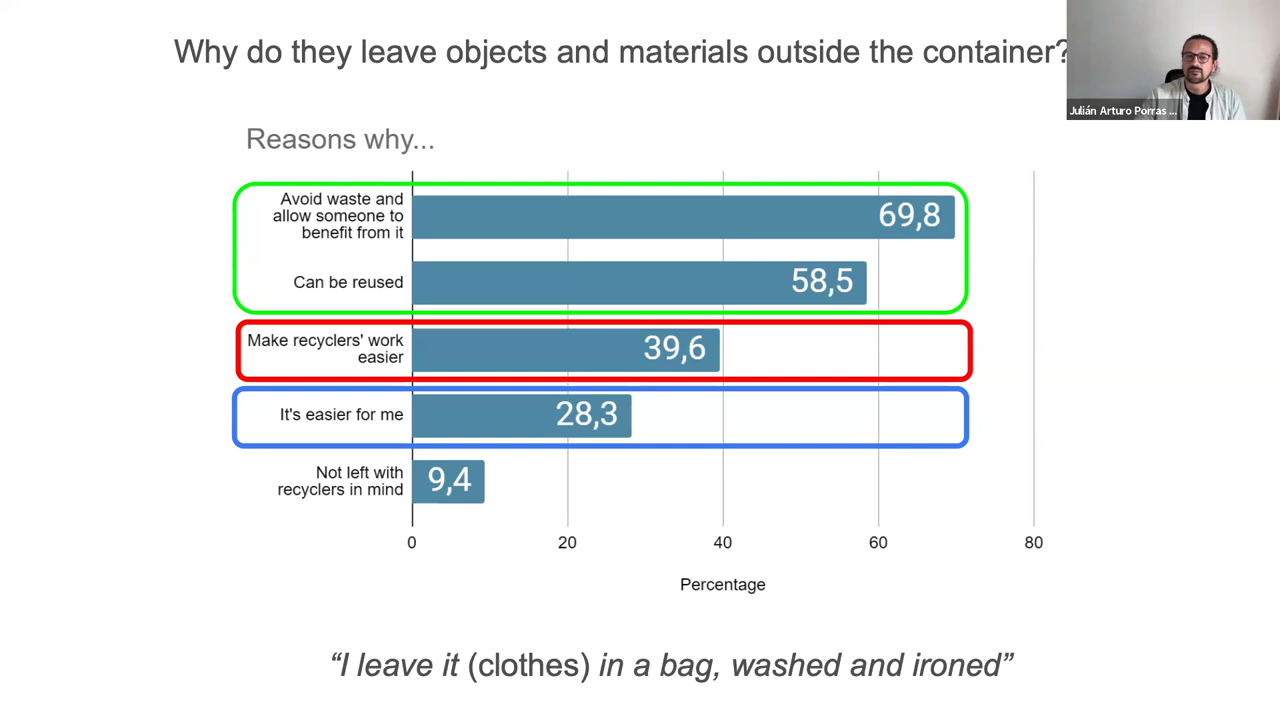 Why do they leave objects and materials outside the container?
Julián Arturo Porras ...
Reasons why...
Avoid waste and
allow someone to
benefit from it
69,8
Can be reused
58,5
Make recyclers' work
easier
39,6
It's easier for me
28,3
Not left with
recyclers in mind
9,4
0 20 40 60 80
Percentage
“I leave it (clothes) in a bag, washed and ironed”